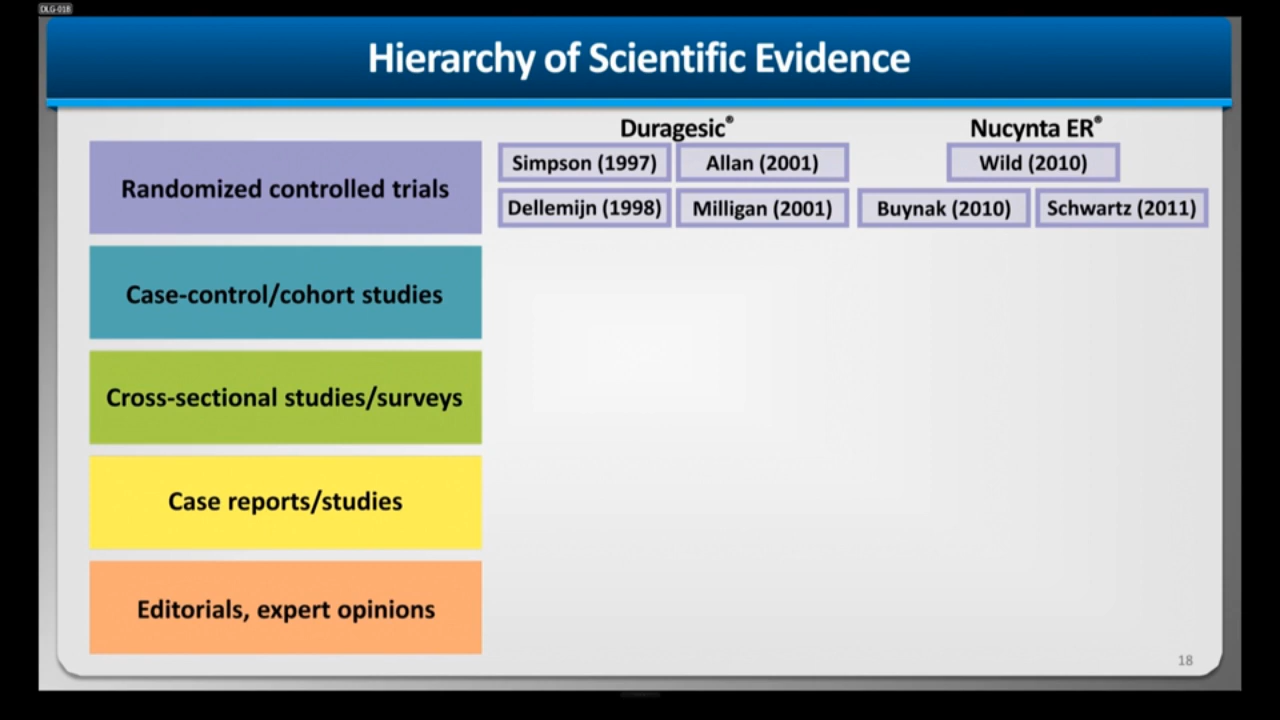 DLG-018
Hierarchy of Scientific Evidence
Duragesic® Nucynta ER®
Randomized controlled trials
Simpson (1997) Allan (2001) Wild (2010)
Dellemijn (1998) Milligan (2001) Buynak (2010) Schwartz (2011)
Case-control/cohort studies
Cross-sectional studies/surveys
Case reports/studies
Editorials, expert opinions
18